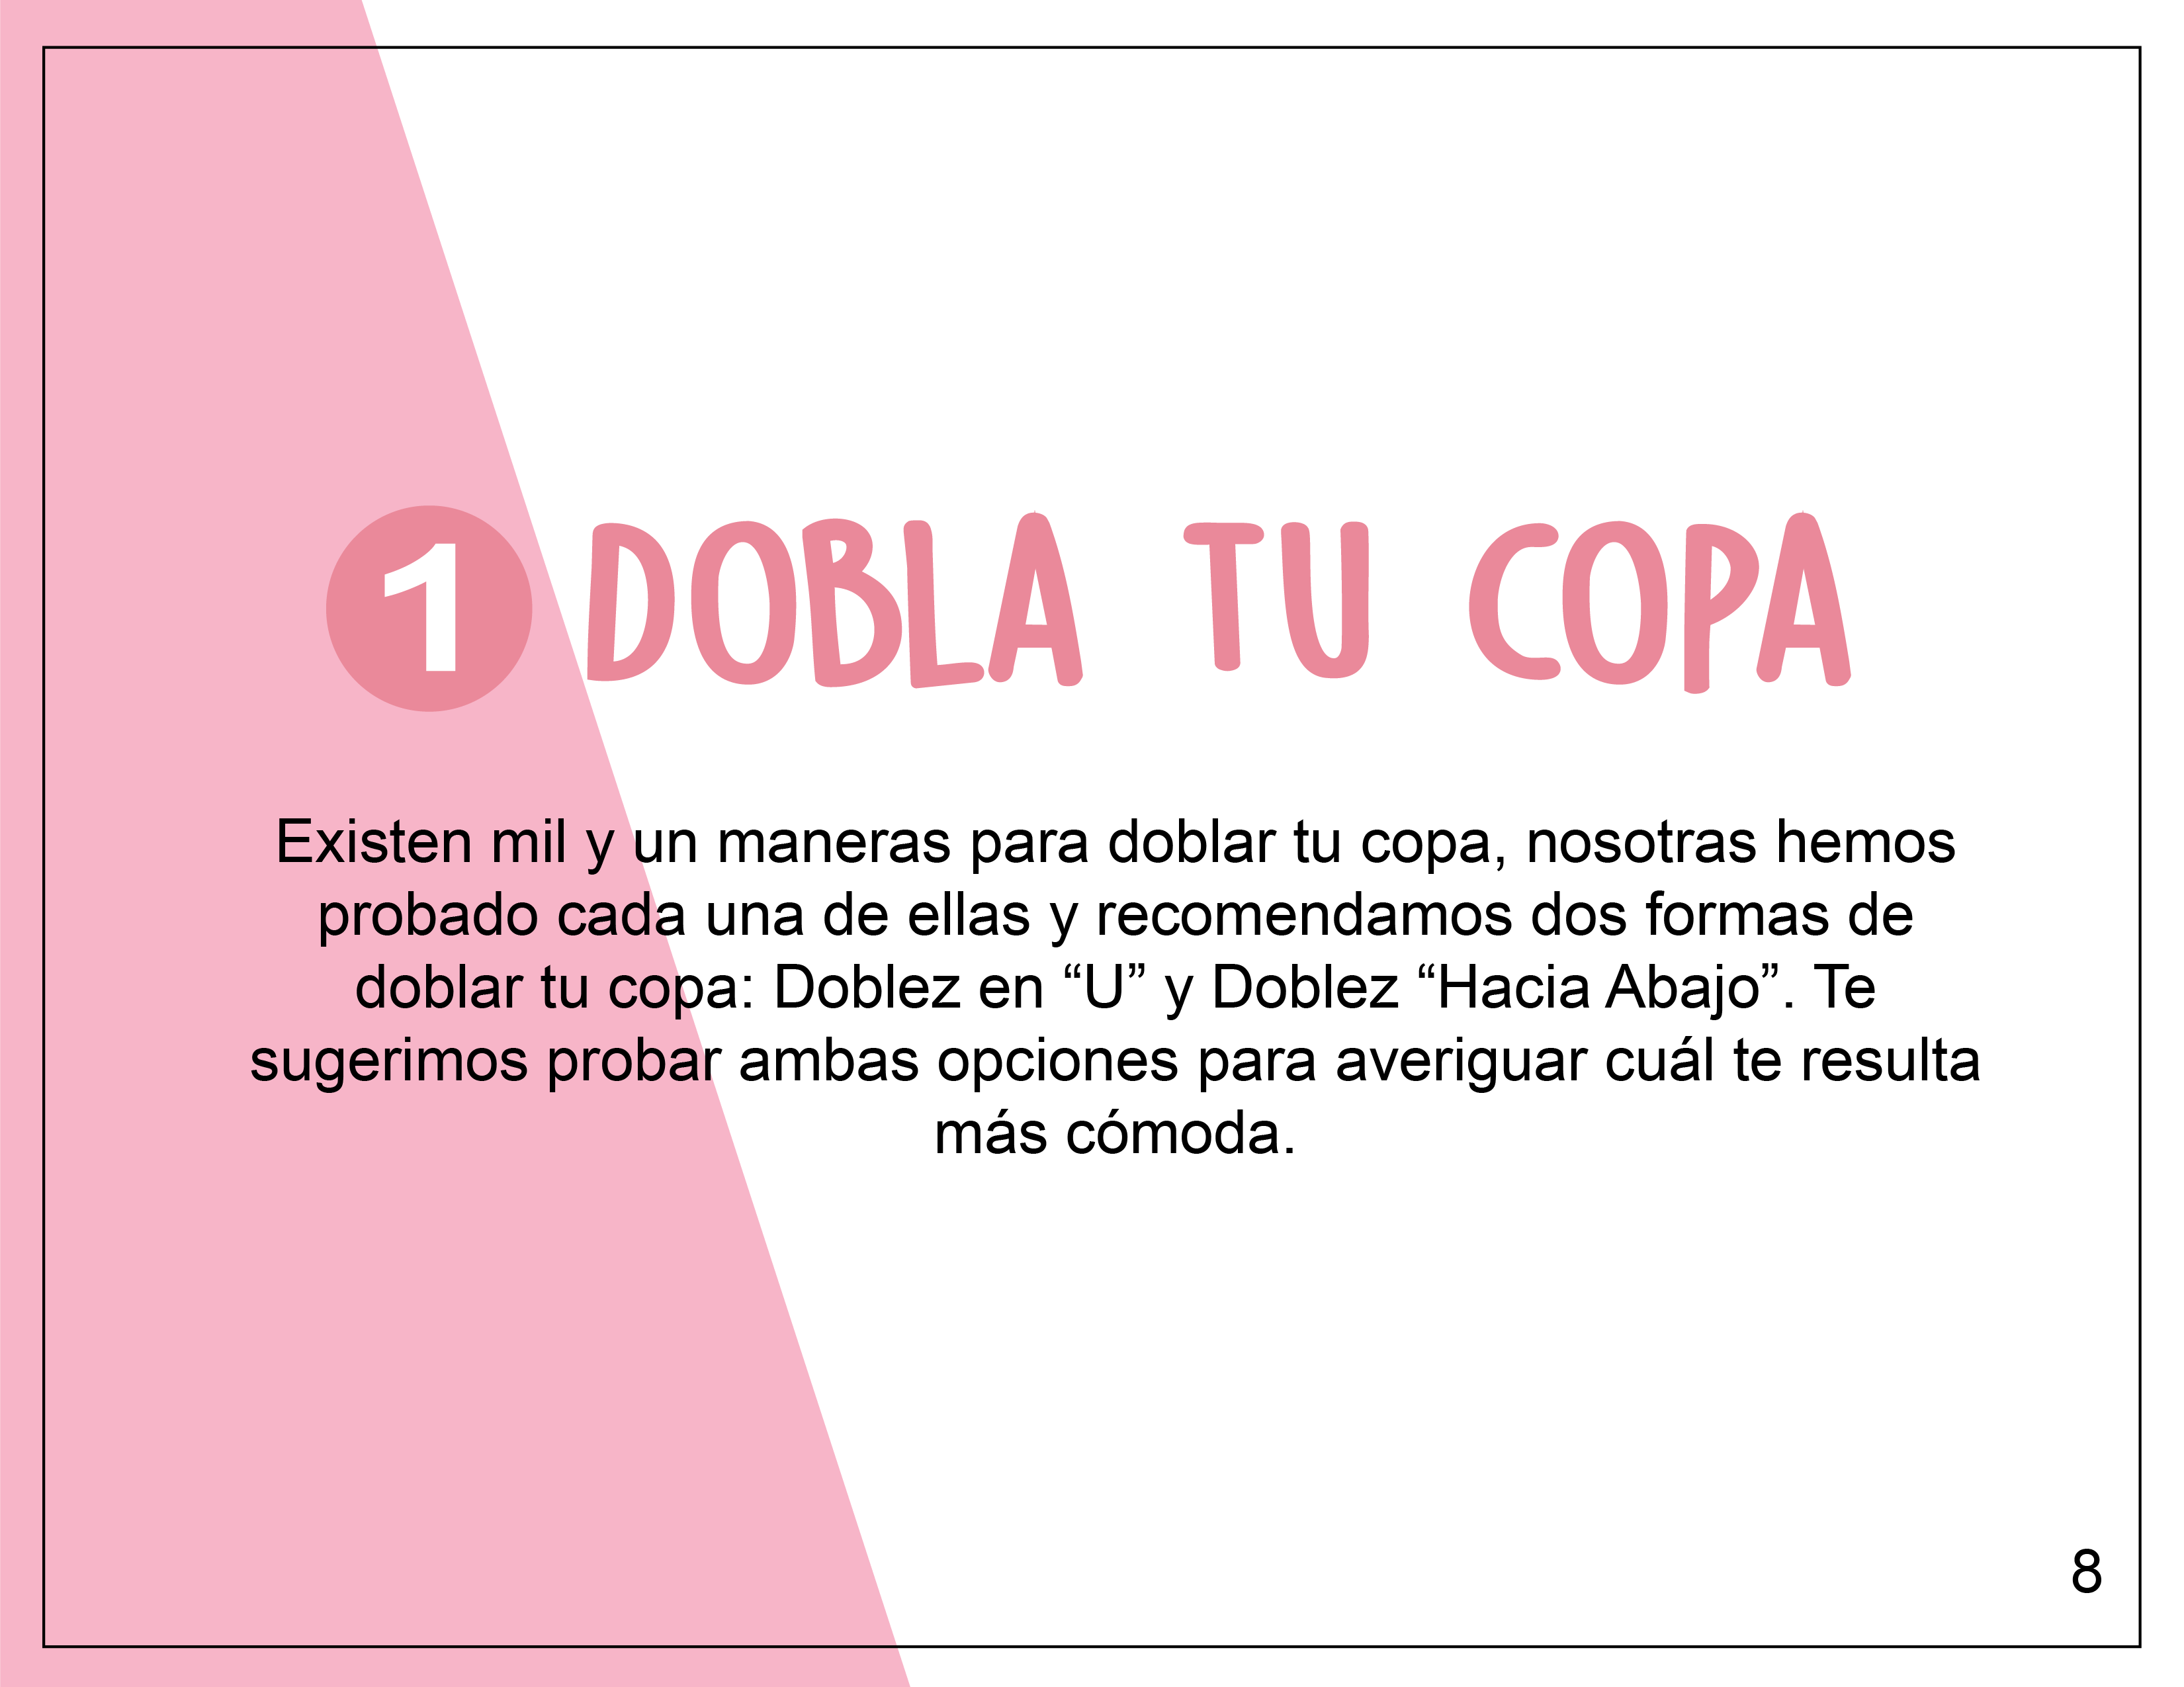 1 DOBLA TU COPA
Existen mil y un maneras para doblar tu copa, nosotras hemos
probado cada una de ellas y recomendamos dos formas de
doblar tu copa: Doblez en “U” y Doblez “Hacia Abajo”. Te
sugerimos probar ambas opciones para averiguar cuál te resulta
más cómoda.
8